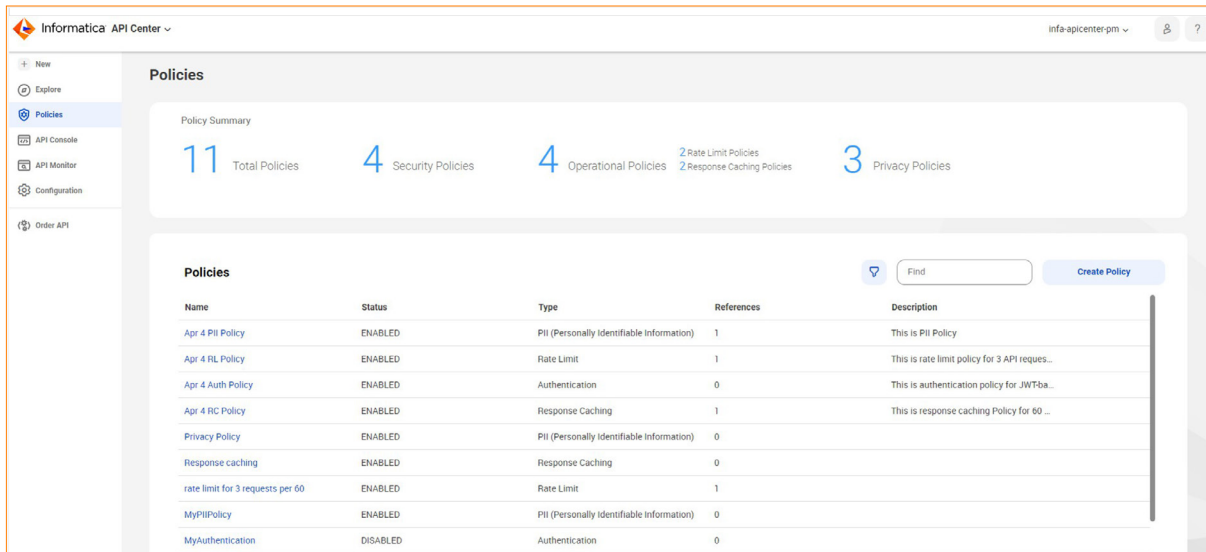 Informatica API Center
infa-apicenter-pm
?
New
Explore
Policies
API Console
API Monitor
Configuration
Order API
Policies
Policy Summary
11 Total Policies
4 Security Policies
4 Operational Policies
2 Rate Limit Policies
2 Response Caching Policies
3 Privacy Policies
Policies
Find
Create Policy
Name Status Type References Description
Apr 4 PII Policy ENABLED PII (Personally Identifiable Information) 1 This is PII Policy
Apr 4 RL Policy ENABLED Rate Limit 1 This is rate limit policy for 3 API reques...
Apr 4 Auth Policy ENABLED Authentication 0 This is authentication policy for JWT-ba...
Apr 4 RC Policy ENABLED Response Caching 1 This is response caching Policy for 60 ...
Privacy Policy ENABLED PII (Personally Identifiable Information) 0
Response caching ENABLED Response Caching 0
rate limit for 3 requests per 60 ENABLED Rate Limit 1
MyPIIPolicy ENABLED PII (Personally Identifiable Information) 0
MyAuthentication DISABLED Authentication 0